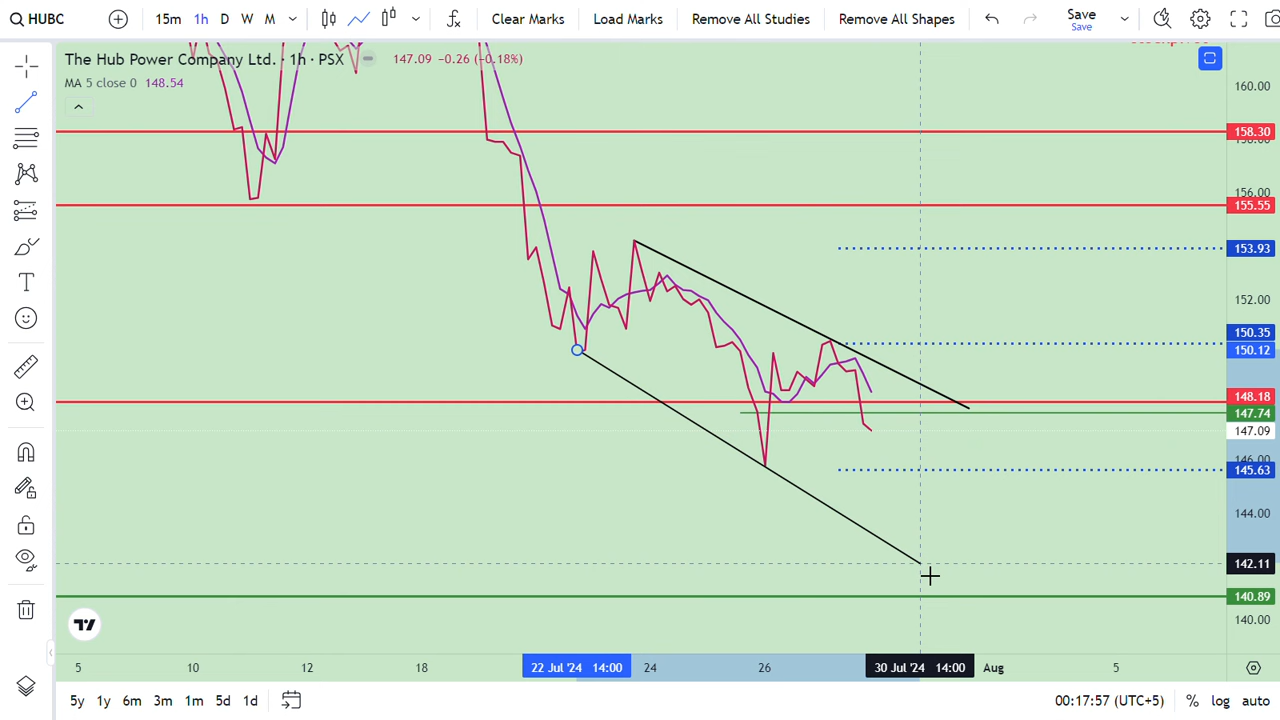 HUBC 15m 1h D W M Clear Marks Load Marks Remove All Studies Remove All Shapes Save
Save
The Hub Power Company Ltd. · 1h · PSX 147.09 −0.26 (−0.18%)
MA 5 close 0 148.54
160.00
158.30
156.00
155.55
153.93
152.00
150.35
150.12
148.18
147.74
147.09
146.00
145.63
144.00
142.11
140.89
140.00
5 10 12 18 22 Jul '24 14:00 24 26 30 Jul '24 14:00 Aug 5
5y 1y 6m 3m 1m 5d 1d 00:17:57 (UTC+5) % log auto